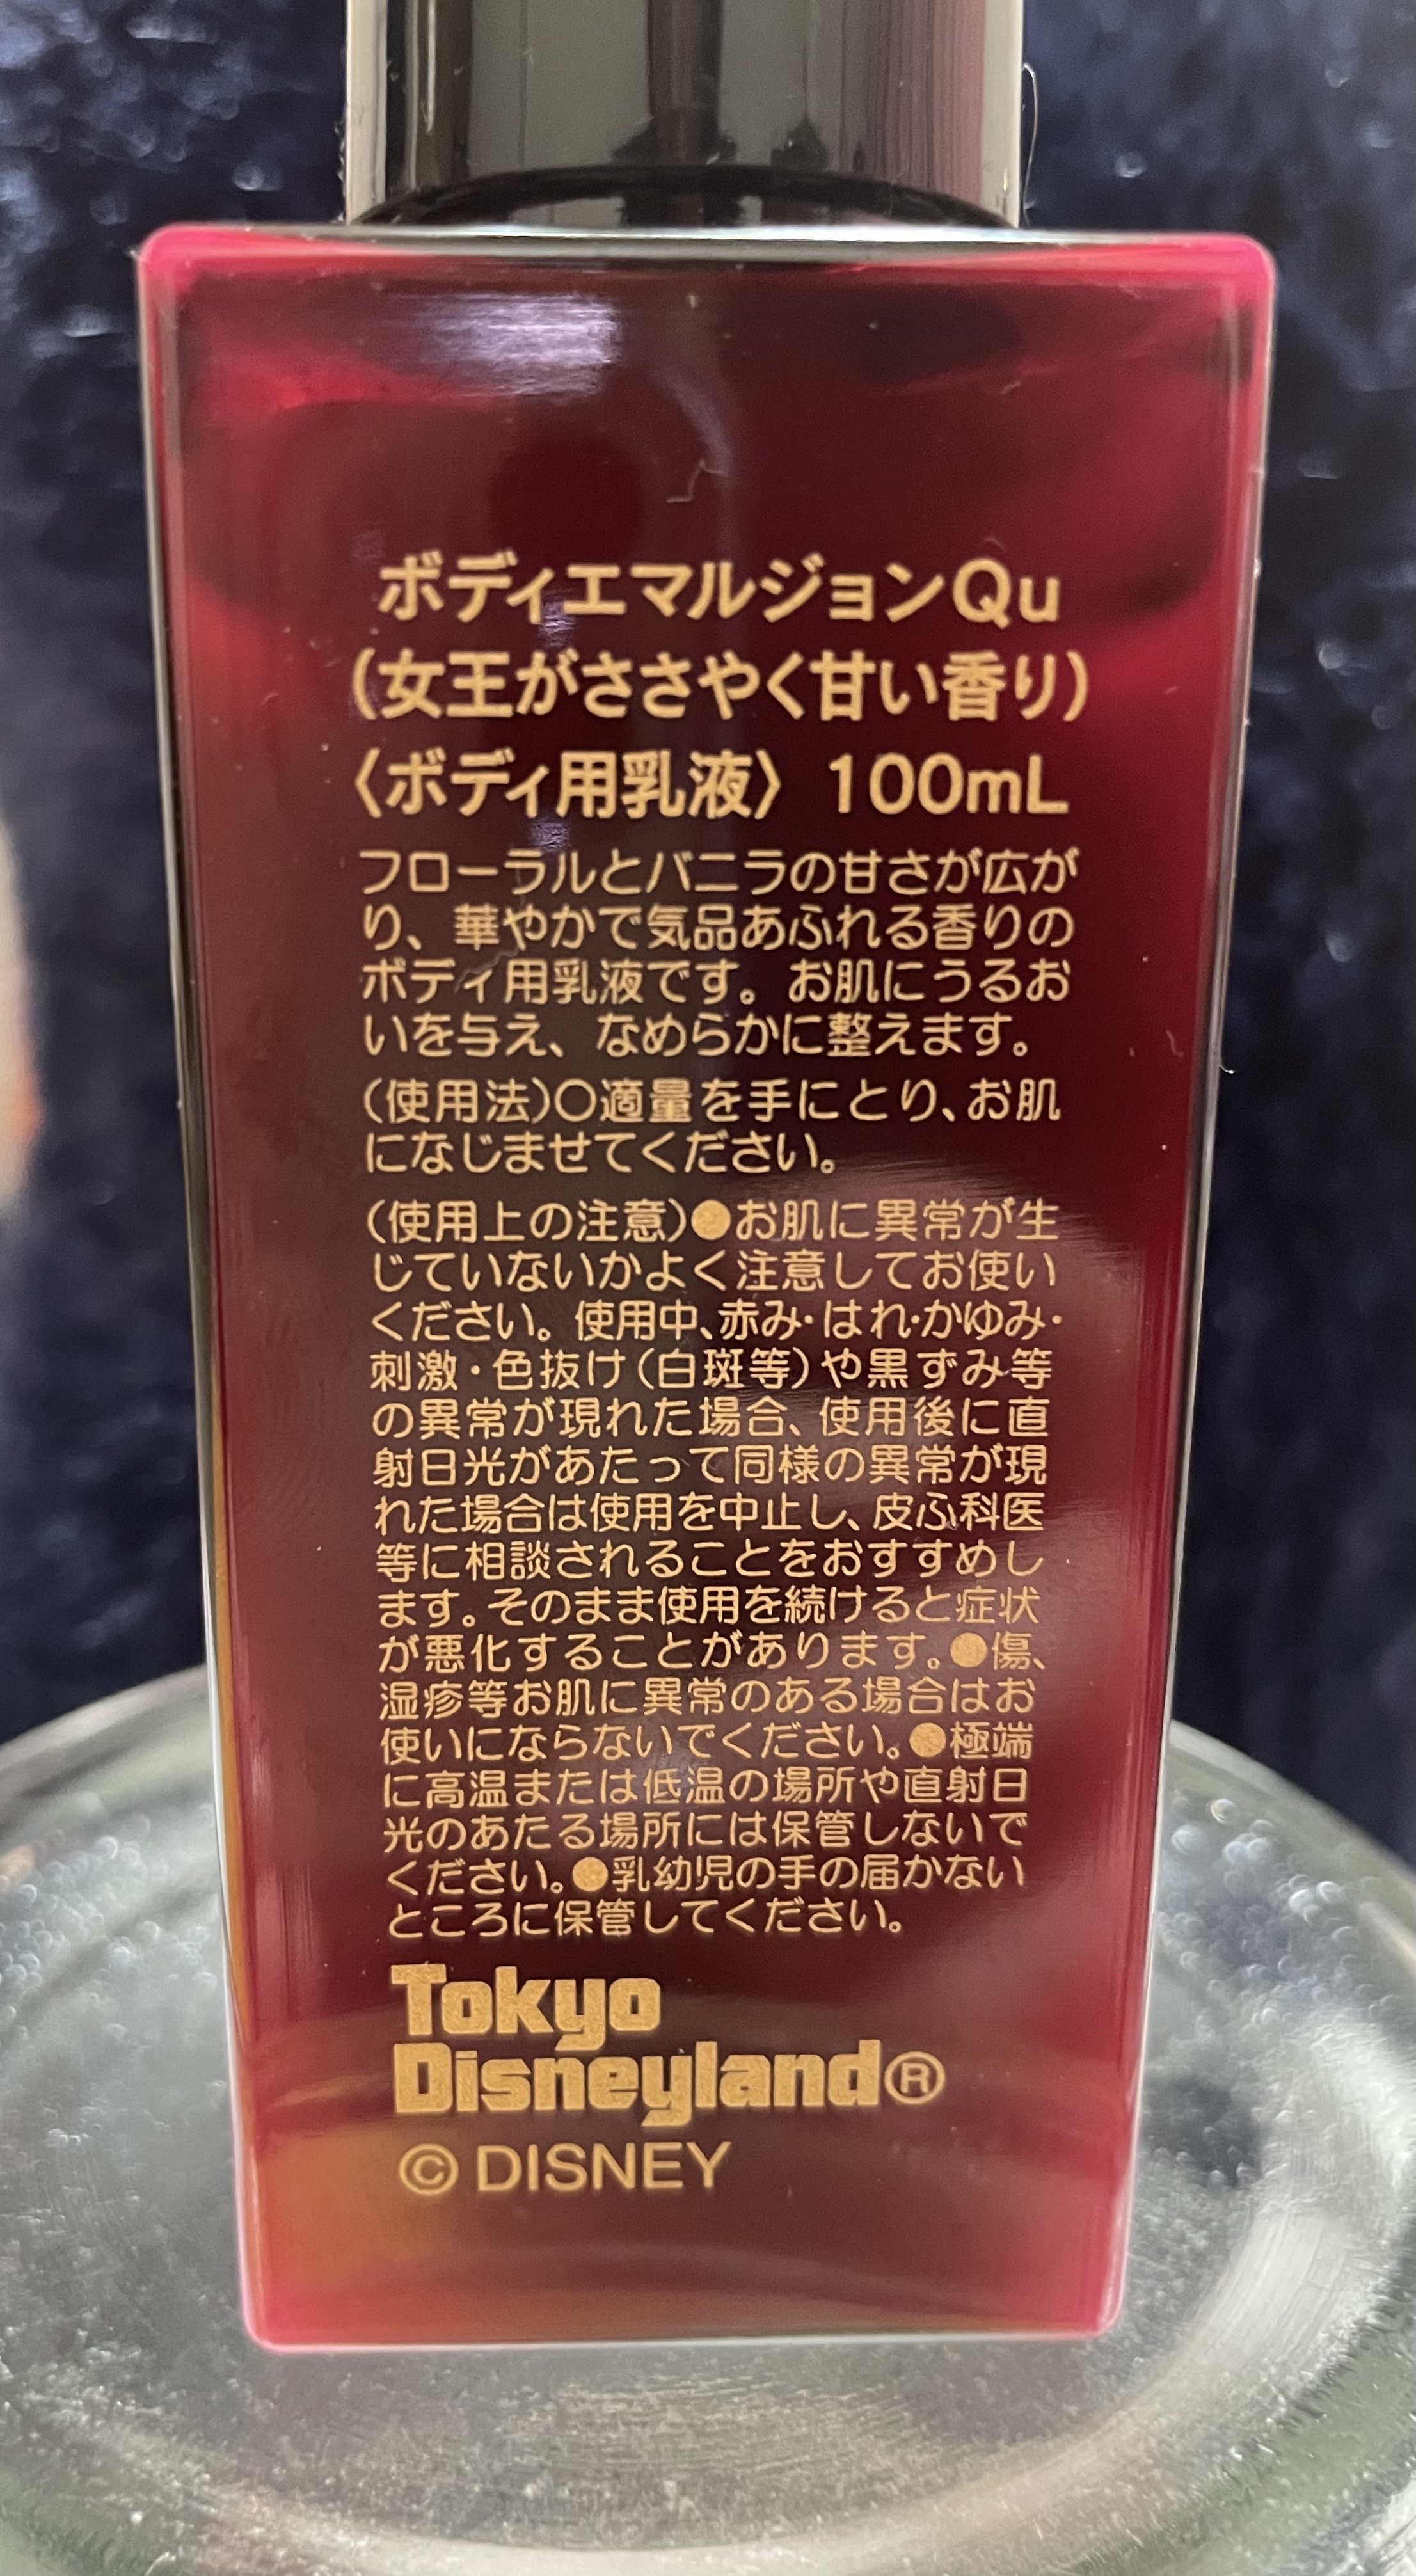 ボディエマルジョンQu
（女王がささやく甘い香り）
〈ボディ用乳液〉 100mL
フローラルとバニラの甘さが広が
り、華やかで気品あふれる香りの
ボディ用乳液です。お肌にうるお
いを与え、なめらかに整えます。
（使用法）○適量を手にとり、お肌
になじませてください。
（使用上の注意）●お肌に異常が生
じていないかよく注意してお使い
ください。使用中、赤み・はれ・かゆみ・
刺激・色抜け（白斑等）や黒ずみ等
の異常が現れた場合、使用後に直
射日光があたって同様の異常が現
れた場合は使用を中止し、皮ふ科医
等に相談されることをおすすめし
ます。そのまま使用を続けると症状
が悪化することがあります。●傷、
湿疹等お肌に異常のある場合はお
使いにならないでください。●極端
に高温または低温の場所や直射日
光のあたる場所には保管しないで
ください。●乳幼児の手の届かない
ところに保管してください。
Tokyo
Disneyland®
© DISNEY